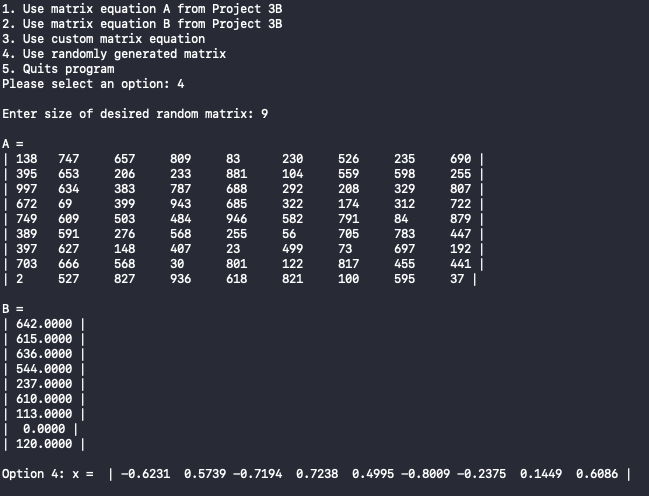 1. Use matrix equation A from Project 3B
2. Use matrix equation B from Project 3B
3. Use custom matrix equation
4. Use randomly generated matrix
5. Quits program
Please select an option: 4
Enter size of desired random matrix: 9
A =
| 138 747 657 809 83 230 526 235 690 |
| 395 653 206 233 881 104 559 598 255 |
| 997 634 383 787 688 292 208 329 807 |
| 672 69 399 943 685 322 174 312 722 |
| 749 609 503 484 946 582 791 84 879 |
| 389 591 276 568 255 56 705 783 447 |
| 397 627 148 407 23 499 73 697 192 |
| 703 666 568 30 801 122 817 455 441 |
| 2 527 827 936 618 821 100 595 37 |
B =
| 642.0000 |
| 615.0000 |
| 636.0000 |
| 544.0000 |
| 237.0000 |
| 610.0000 |
| 113.0000 |
| 0.0000 |
| 120.0000 |
Option 4: x = | -0.6231 0.5739 -0.7194 0.7238 0.4995 -0.8009 -0.2375 0.1449 0.6086 |